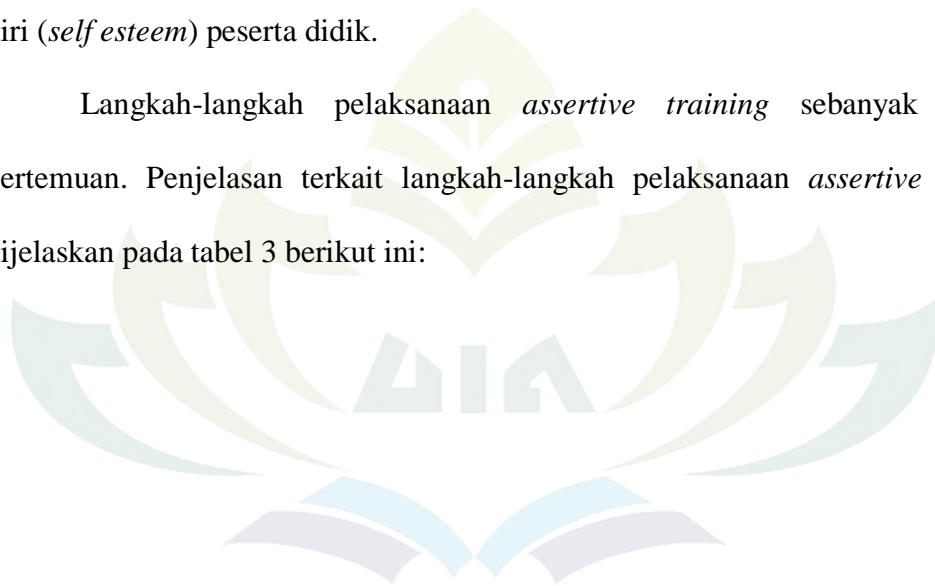 iri (self esteem) peserta didik.
Langkah-langkah pelaksanaan assertive training sebanyak
ertemuan. Penjelasan terkait langkah-langkah pelaksanaan assertive
ijelaskan pada tabel 3 berikut ini:
UIN